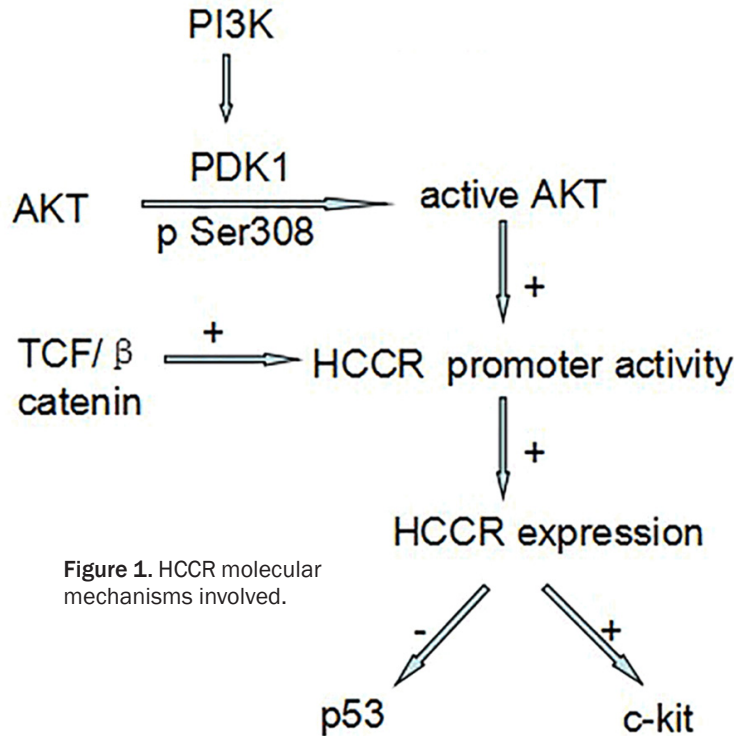 PI3K
PDK1
AKT
active AKT
p Ser308
+
+
TCF/ β
catenin
HCCR promoter activity
+
HCCR expression
Figure 1. HCCR molecular
mechanisms involved.
-
+
p53
c-kit